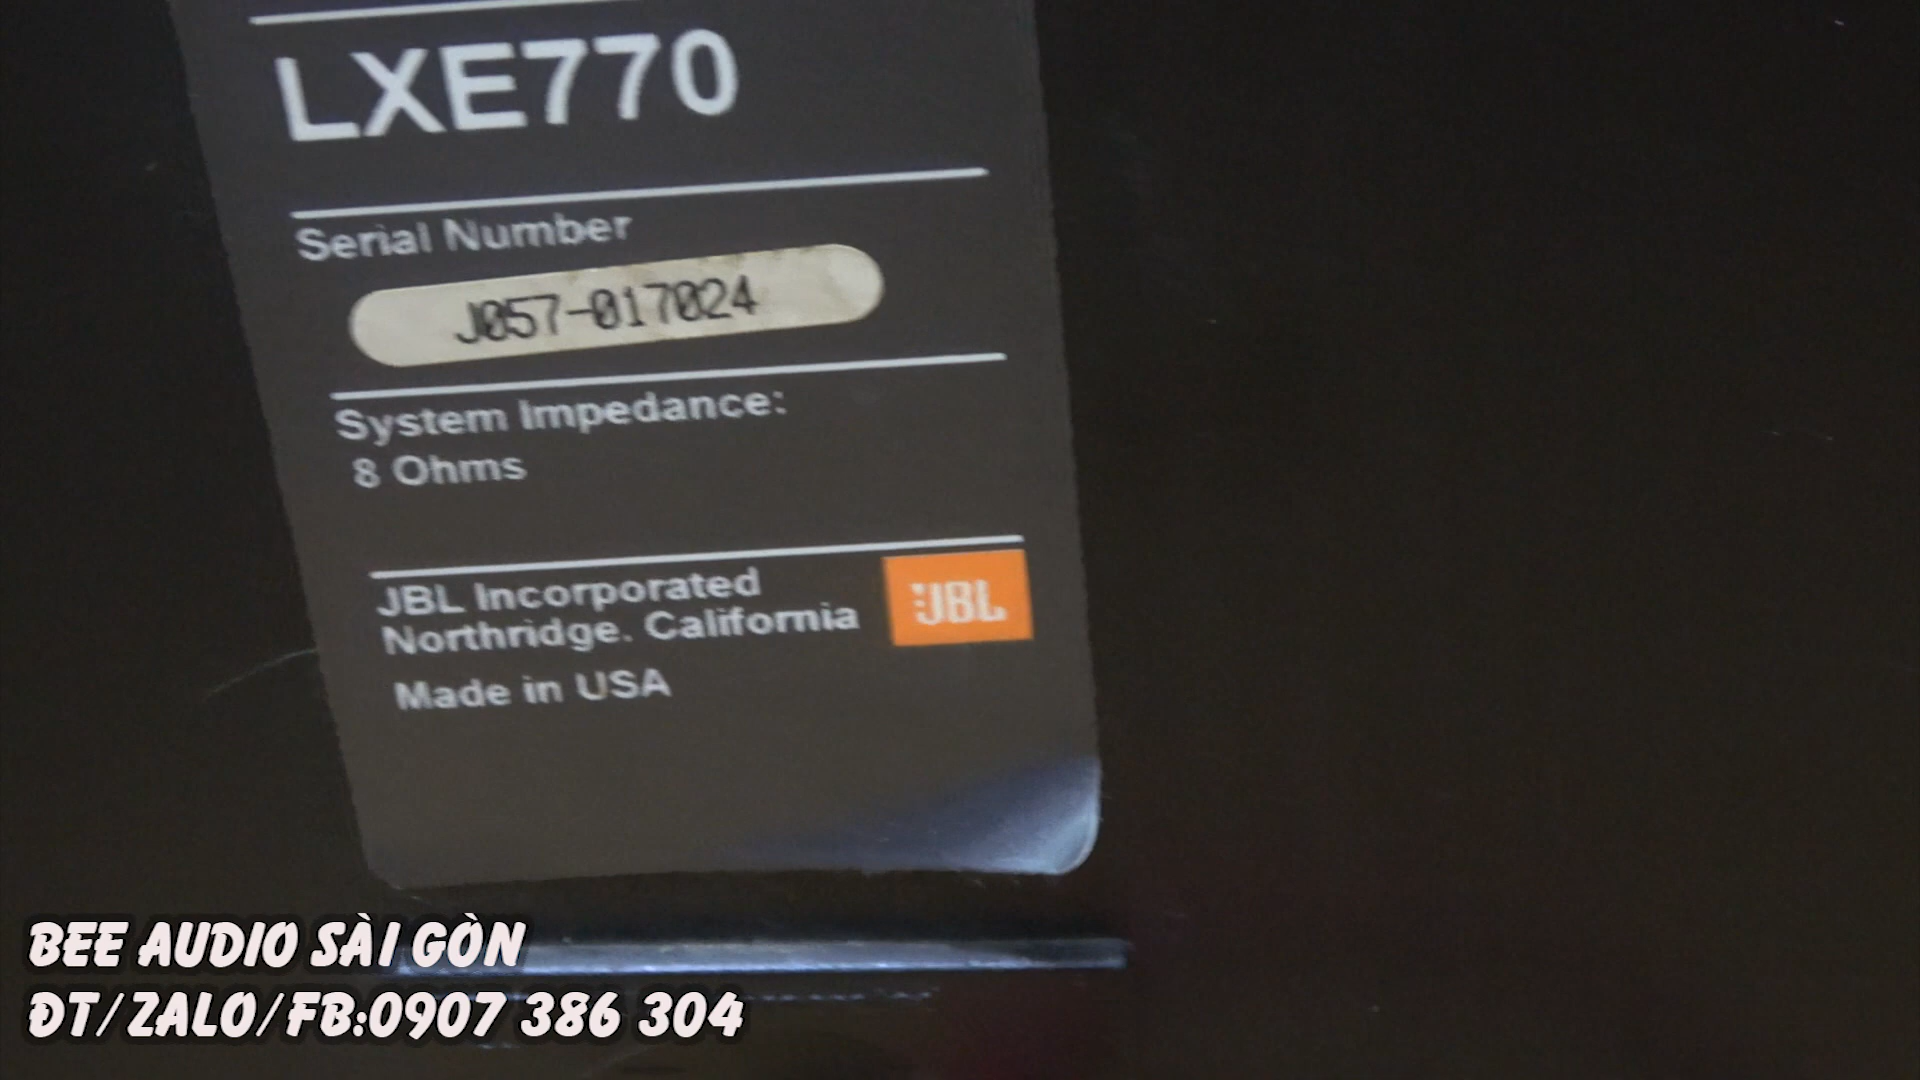 LXE770
Serial Number
J057-017024
System Impedance:
8 Ohms
JBL Incorporated
Northridge. California
JBL
Made in USA
BEE AUDIO SÀI GÒN
ĐT/ZALO/FB:0907 386 304